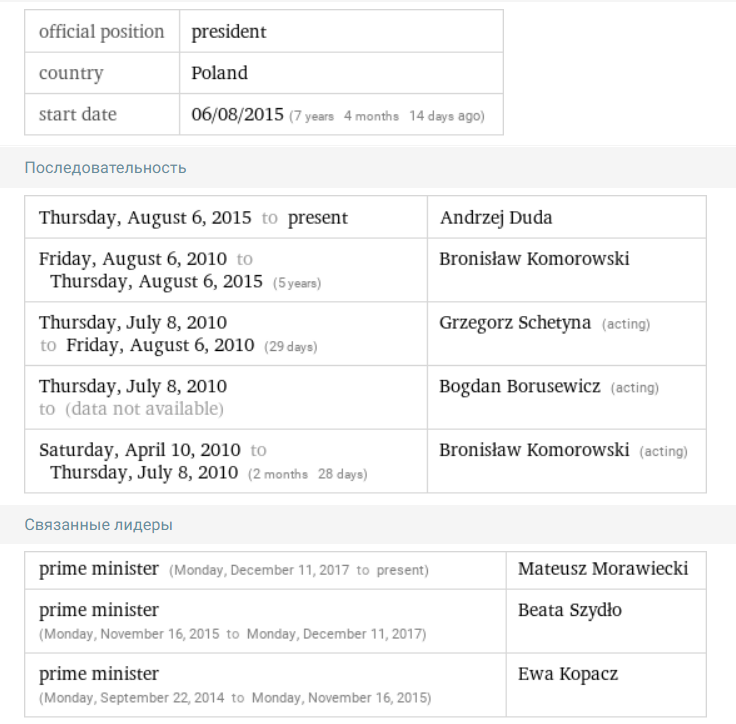 official position president
country Poland
start date 06/08/2015 (7 years 4 months 14 days ago)
Последовательность
Thursday, August 6, 2015 to present Andrzej Duda
Friday, August 6, 2010 to Bronisław Komorowski
Thursday, August 6, 2015 (5 years)
Thursday, July 8, 2010 Grzegorz Schetyna (acting)
to Friday, August 6, 2010 (29 days)
Thursday, July 8, 2010 Bogdan Borusewicz (acting)
to (data not available)
Saturday, April 10, 2010 to Bronisław Komorowski (acting)
Thursday, July 8, 2010 (2 months 28 days)
Связанные лидеры
prime minister (Monday, December 11, 2017 to present) Mateusz Morawiecki
prime minister Beata Szydło
(Monday, November 16, 2015 to Monday, December 11, 2017)
prime minister Ewa Kopacz
(Monday, September 22, 2014 to Monday, November 16, 2015)